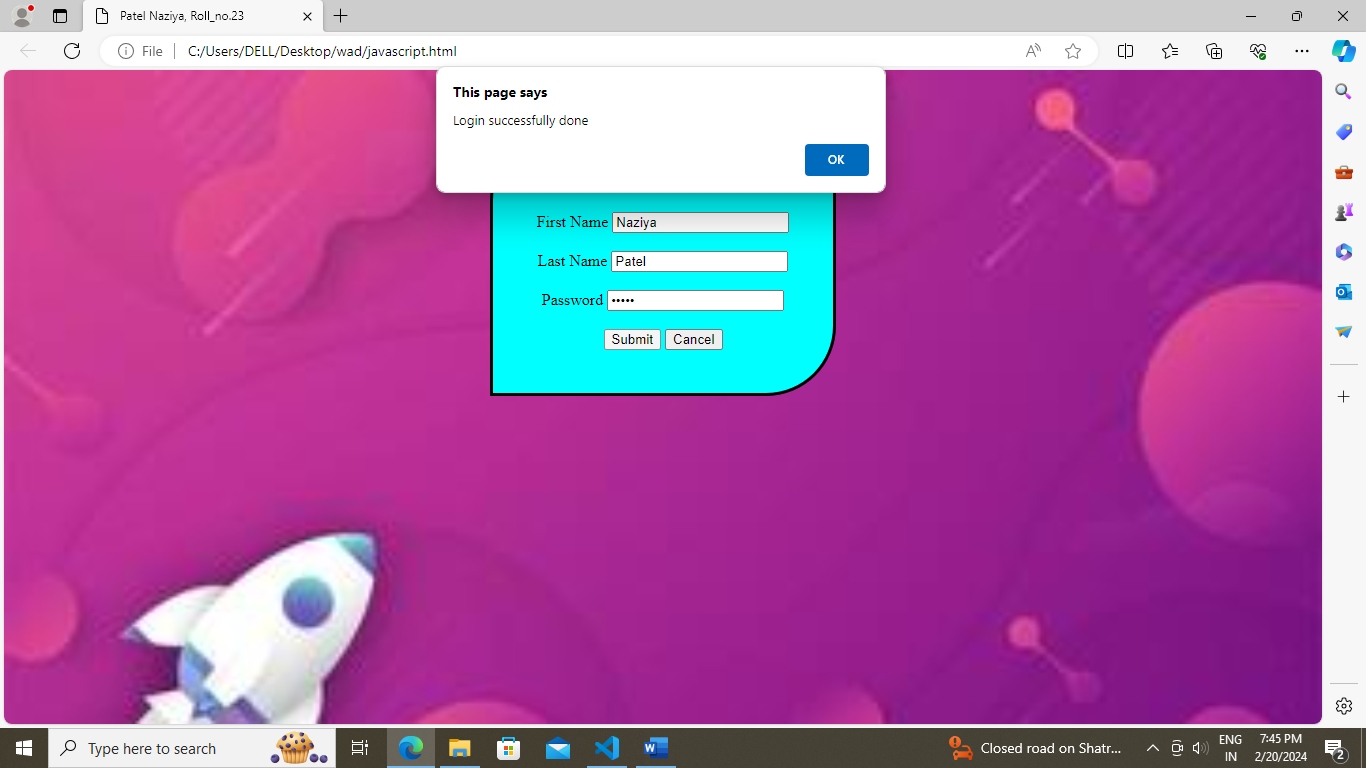 Patel Naziya, Roll_no.23
File
C:/Users/DELL/Desktop/wad/javascript.html
This page says
Login successfully done
OK
First Name Naziya
Last Name Patel
Password •••••
Submit Cancel
Type here to search
Closed road on Shatr...
ENG
IN
7:45 PM
2/20/2024
2